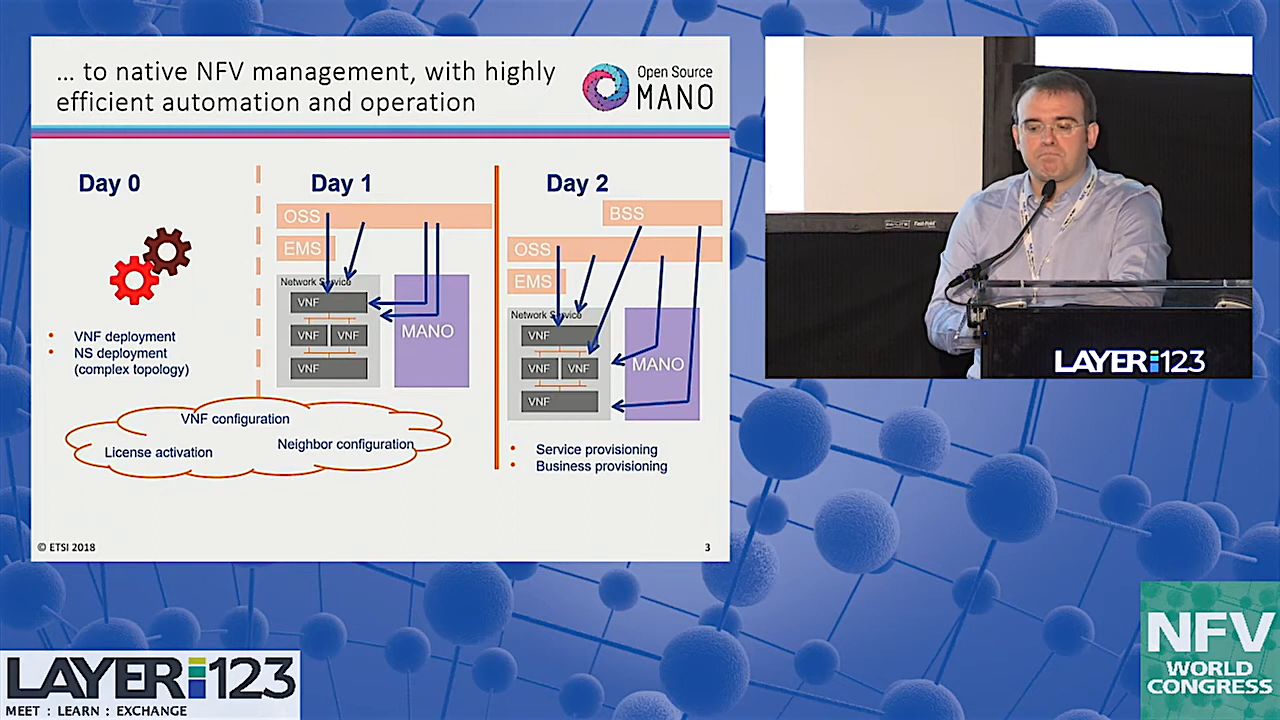 ... to native NFV management, with highly
efficient automation and operation
Open Source
MANO
Day 0
VNF deployment
NS deployment
(complex topology)
Day 1
OSS
EMS
Network Service
VNF
VNF VNF
VNF
MANO
Day 2
BSS
OSS
EMS
Network Service
VNF
VNF VNF
VNF
MANO
VNF configuration
License activation
Neighbor configuration
Service provisioning
Business provisioning
© ETSI 2018
3
LAYER123
LAYER123
MEET : LEARN : EXCHANGE
NFV
WORLD
CONGRESS